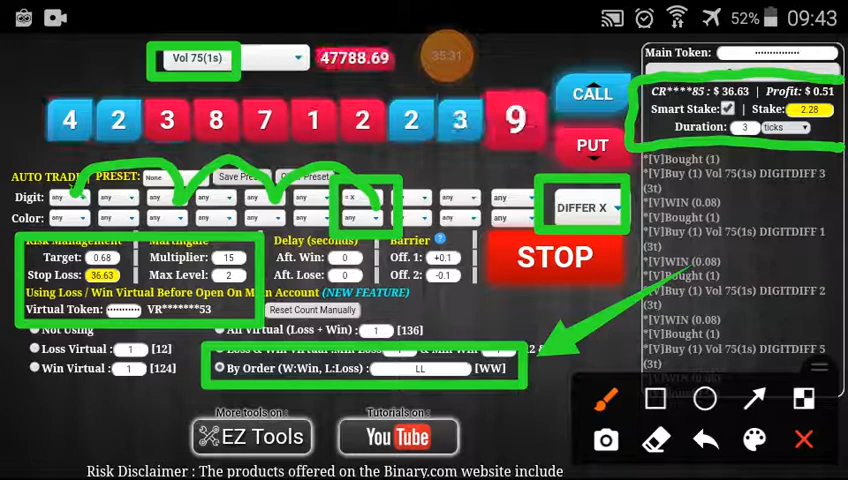 52% 09:43
Vol 75(1s)
47788.69
35:31
4 2 3 8 7 1 2 2 3 9
CALL
PUT
AUTO TRADE PRESET: None Save Preset
Digit: any any any any any any = X any any any
Color: any any any any any any any any any any
DIFFER X
STOP
Risk Management
Target: 0.68
Stop Loss: 36.63
Martingale
Multiplier: 15
Max Level: 2
Delay (seconds)
Aft. Win: 0
Aft. Loss: 0
Barrier ?
Off. 1: +0.1
Off. 2: -0.1
Using Loss / Win Virtual Before Open On Main Account (NEW FEATURE)
Virtual Token: ••••••••••• VR*******53 Reset Count Manually
Not Using
All Virtual (Loss + Win) : 1 [136]
Loss Virtual : 1 [12]
Loss & Win Virtual :Min Loss & Min Win
Win Virtual : 1 [124]
By Order (W:Win, L:Loss) : LL [WW]
More tools on :
EZ Tools
Tutorials on :
YouTube
Risk Disclaimer : The products offered on the Binary.com website include
Main Token: •••••••••••••••
CR****85 : $ 36.63 | Profit: $ 0.51
Smart Stake: Stake: 2.28
Duration: 3 ticks
*[V]Bought (1)
*[V]Buy (1) Vol 75(1s) DIGITDIFF 3
(3t)
*[V]WIN (0.08)
*[V]Bought (1)
*[V]Buy (1) Vol 75(1s) DIGITDIFF 1
(3t)
*[V]WIN (0.08)
*[V]Bought (1)
*[V]Buy (1) Vol 75(1s) DIGITDIFF 2
(3t)
*[V]WIN (0.08)
*[V]Bought (1)
*[V]Buy (1) Vol 75(1s) DIGITDIFF 5
(3t)